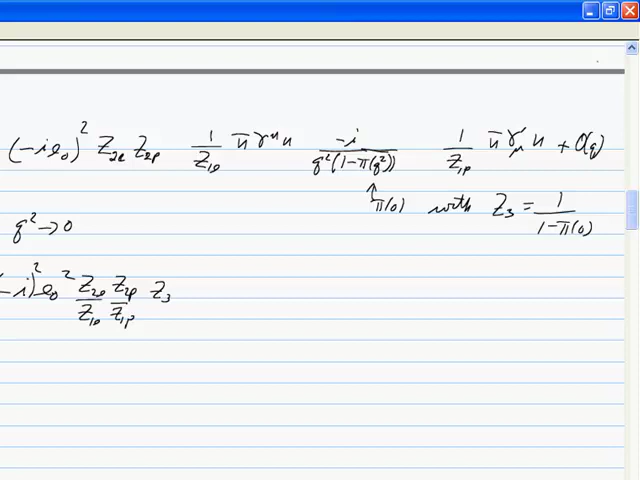 (-ie₀)² Z₂ₑ Z₂ₚ 1/Z₁ₑ ū γᵘ u -i/(q²(1-π(q²))) 1/Z₁ₚ ū γ_μ u + O(q)
↑ π(0) with Z₃ = 1/(1-π(0))
q² → 0
-i)² e₀² Z₂ₑ/Z₁ₑ Z₂ₚ/Z₁ₚ Z₃